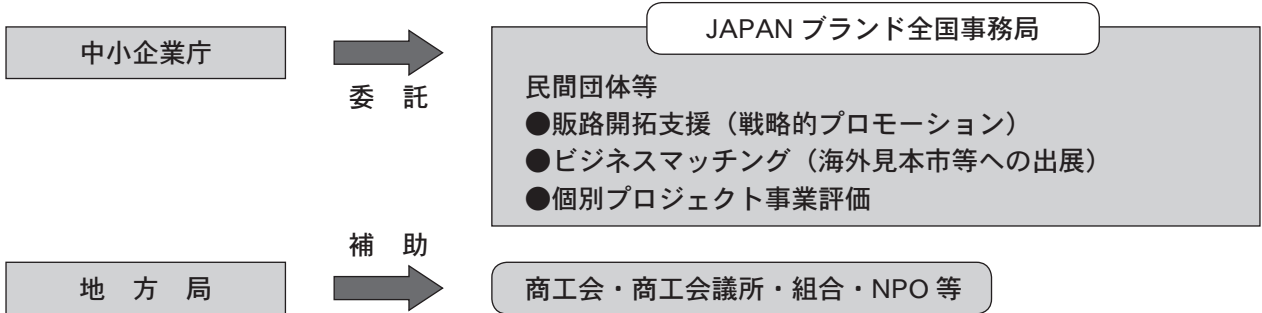 JAPAN ブランド全国事務局
中小企業庁
委 託
民間団体等
●販路開拓支援（戦略的プロモーション）
●ビジネスマッチング（海外見本市等への出展）
●個別プロジェクト事業評価
補 助
地 方 局
商工会・商工会議所・組合・NPO 等